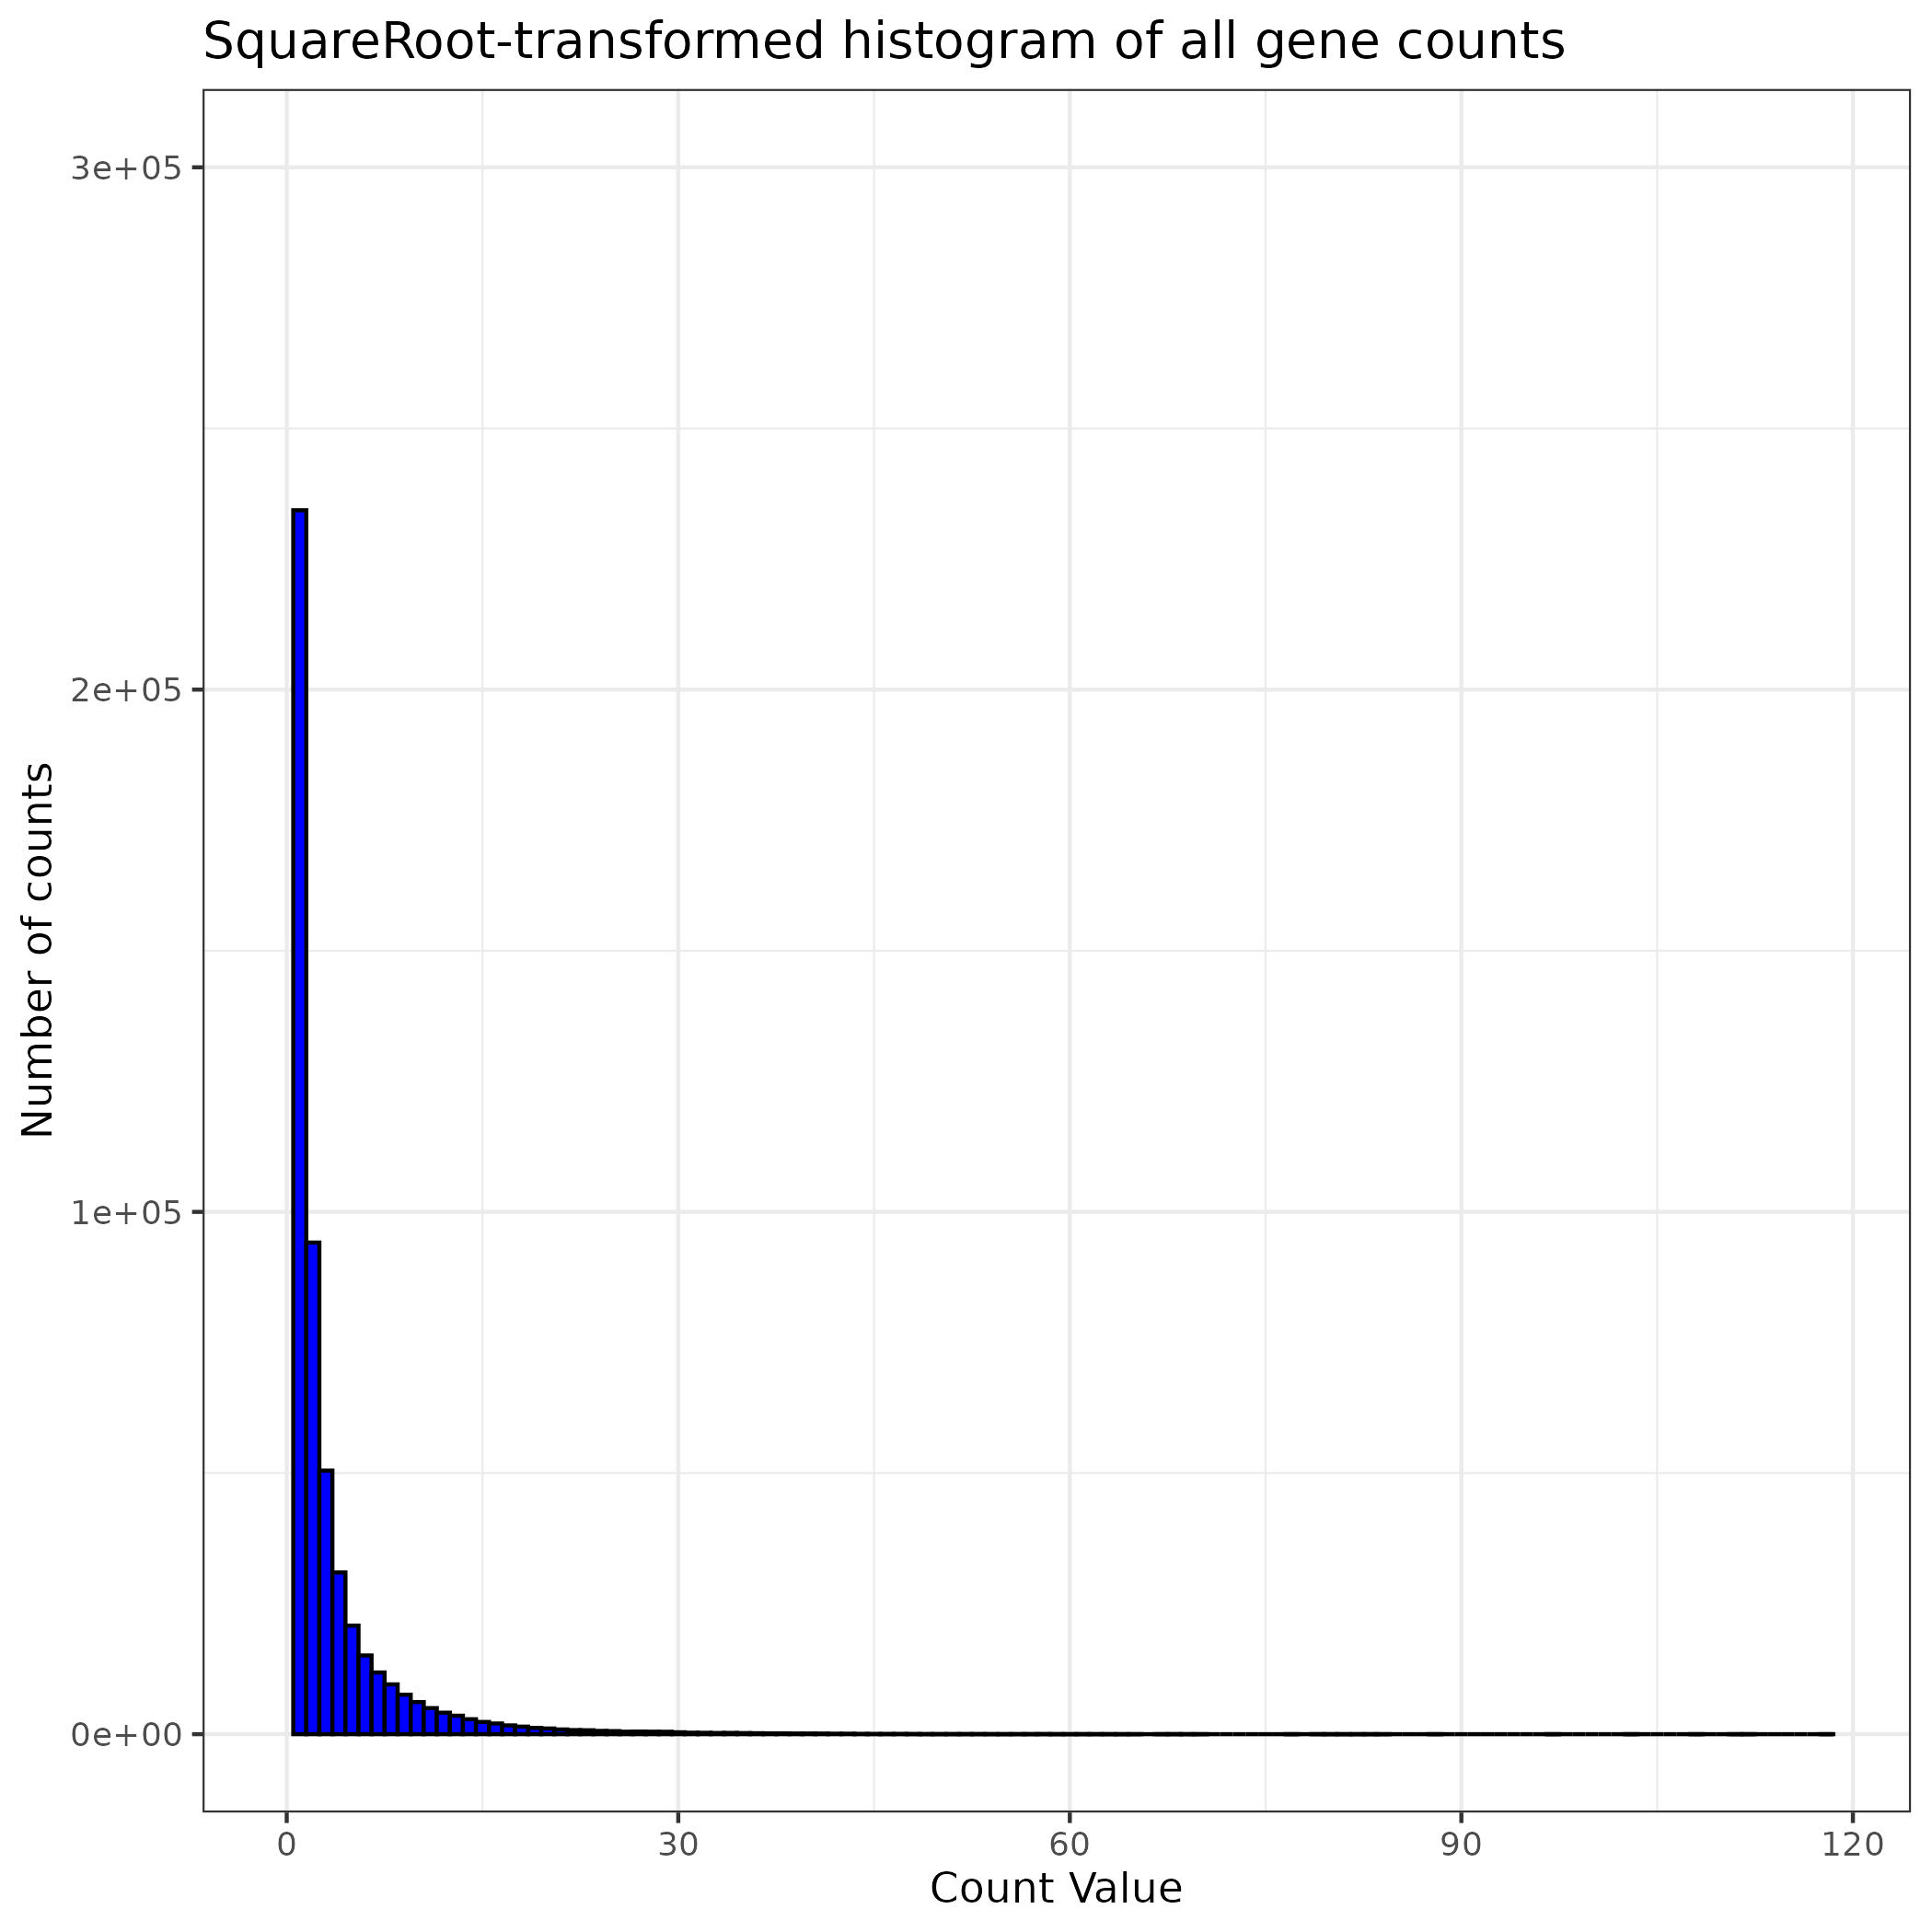 SquareRoot-transformed histogram of all gene counts
3e+05
2e+05
1e+05
0e+00
Number of counts
0 30 60 90 120
Count Value